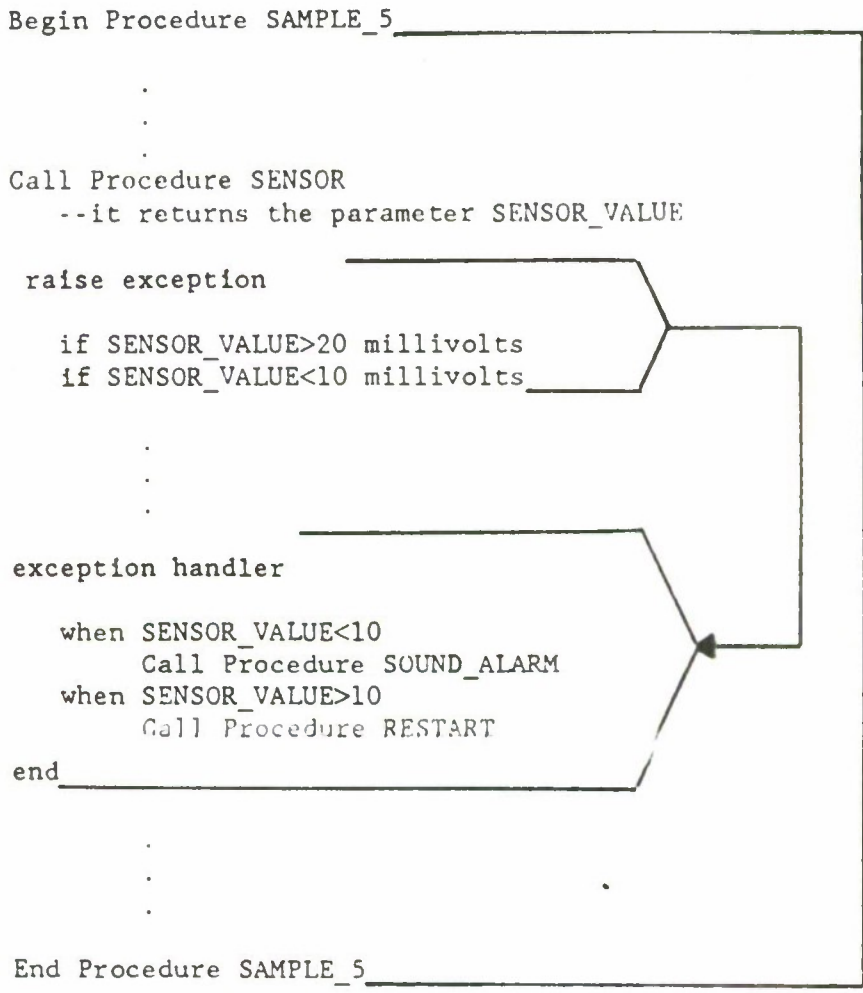 Begin Procedure SAMPLE_5
.
.
.
Call Procedure SENSOR
--it returns the parameter SENSOR_VALUE
raise exception
if SENSOR_VALUE>20 millivolts
if SENSOR_VALUE<10 millivolts
.
.
.
exception handler
when SENSOR_VALUE<10
Call Procedure SOUND_ALARM
when SENSOR_VALUE>10
Call Procedure RESTART
end
.
.
.
End Procedure SAMPLE_5